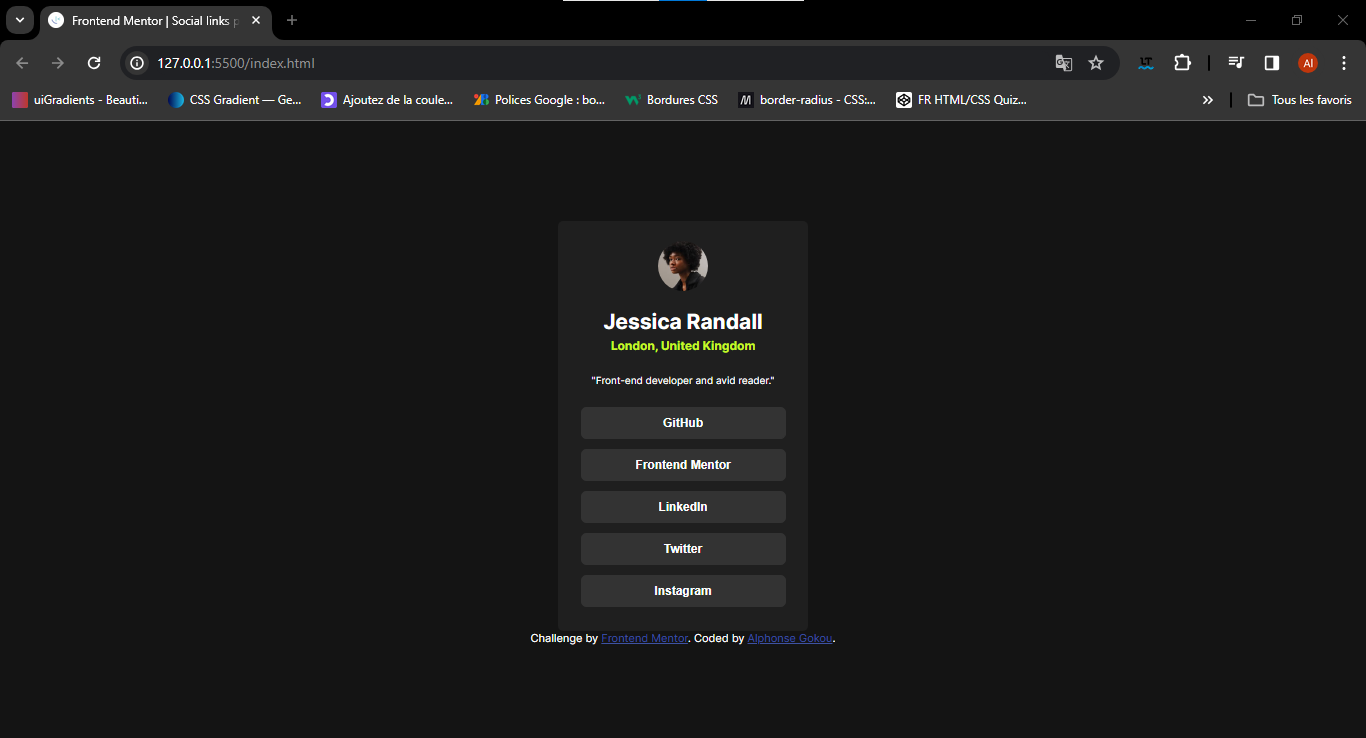 Frontend Mentor | Social links p
127.0.0.1:5500/index.html
LT
AI
uiGradients - Beauti...
CSS Gradient — Ge...
Ajoutez de la coule...
Polices Google : bo...
Bordures CSS
border-radius - CSS:...
FR HTML/CSS Quiz...
Tous les favoris
Jessica Randall
London, United Kingdom
"Front-end developer and avid reader."
GitHub
Frontend Mentor
LinkedIn
Twitter
Instagram
Challenge by Frontend Mentor. Coded by Alphonse Gokou.